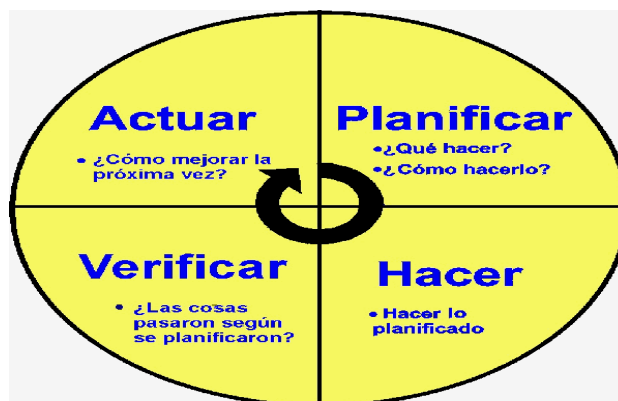 Actuar
• ¿Cómo mejorar la
próxima vez?
Planificar
•¿Qué hacer?
•¿Cómo hacerlo?
Verificar
• ¿Las cosas
pasaron según
se planificaron?
Hacer
• Hacer lo
planificado